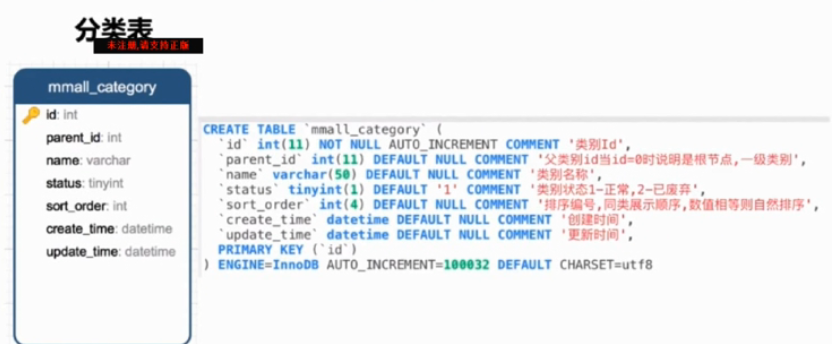 分类表
未注册,请支持正版
mmall_category
id: int
parent_id: int
name: varchar
status: tinyint
sort_order: int
create_time: datetime
update_time: datetime
CREATE TABLE `mmall_category` (
`id` int(11) NOT NULL AUTO_INCREMENT COMMENT '类别Id',
`parent_id` int(11) DEFAULT NULL COMMENT '父类别id当id=0时说明是根节点,一级类别',
`name` varchar(50) DEFAULT NULL COMMENT '类别名称',
`status` tinyint(1) DEFAULT '1' COMMENT '类别状态1-正常,2-已废弃',
`sort_order` int(4) DEFAULT NULL COMMENT '排序编号,同类展示顺序,数值相等则自然排序',
`create_time` datetime DEFAULT NULL COMMENT '创建时间',
`update_time` datetime DEFAULT NULL COMMENT '更新时间',
PRIMARY KEY (`id`)
) ENGINE=InnoDB AUTO_INCREMENT=100032 DEFAULT CHARSET=utf8